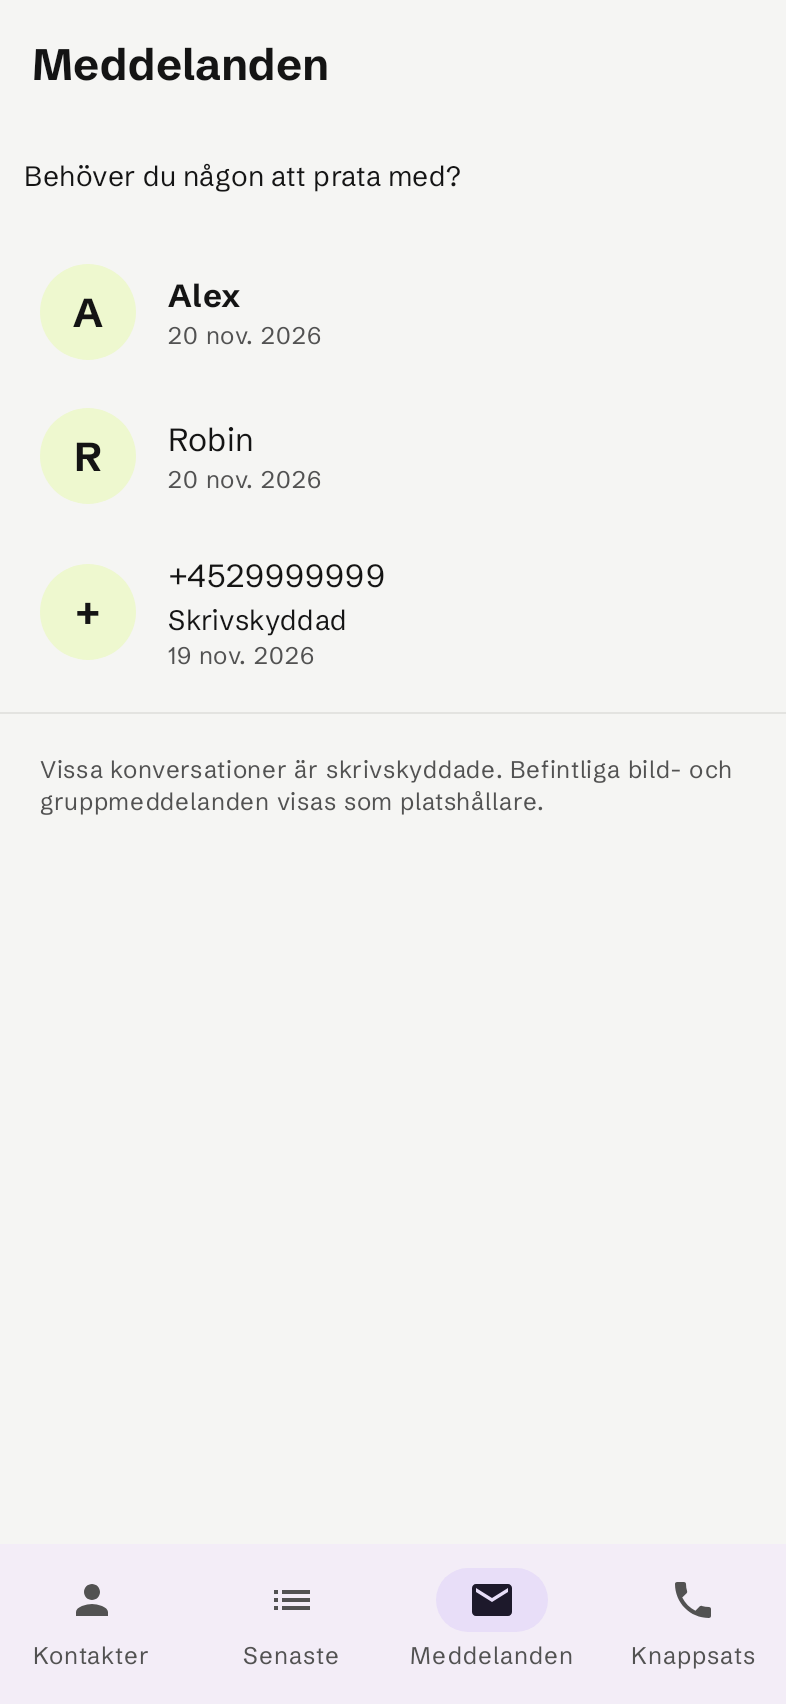 Meddelanden
Behöver du någon att prata med?
A
Alex
20 nov. 2026
R
Robin
20 nov. 2026
+
+4529999999
Skrivskyddad
19 nov. 2026
Vissa konversationer är skrivskyddade. Befintliga bild- och
gruppmeddelanden visas som platshållare.
Kontakter
Senaste
Meddelanden
Knappsats